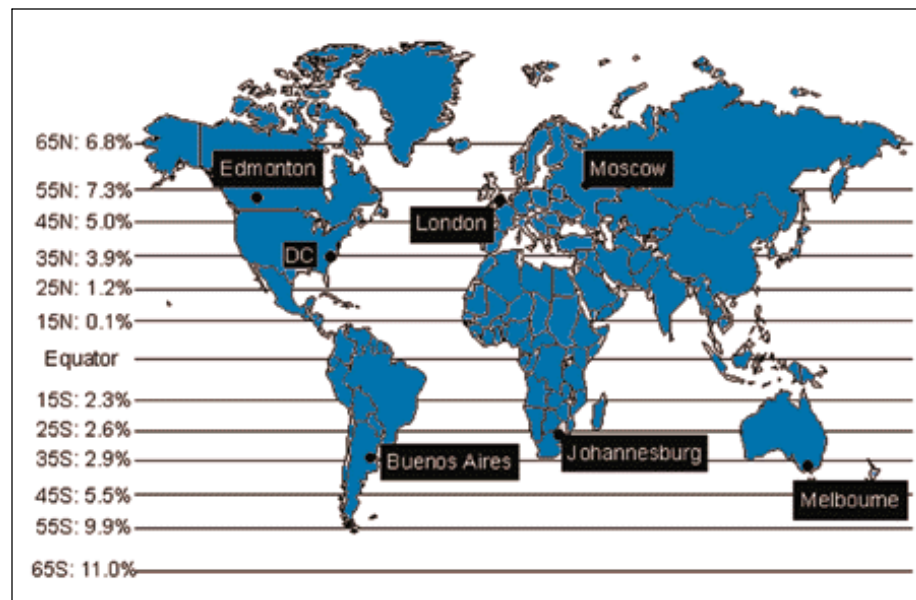 65N: 6.8%
Edmonton
Moscow
55N: 7.3%
London
45N: 5.0%
DC
35N: 3.9%
25N: 1.2%
15N: 0.1%
Equator
15S: 2.3%
25S: 2.6%
Johannesburg
35S: 2.9%
Buenos Aires
45S: 5.5%
Melbourne
55S: 9.9%
65S: 11.0%